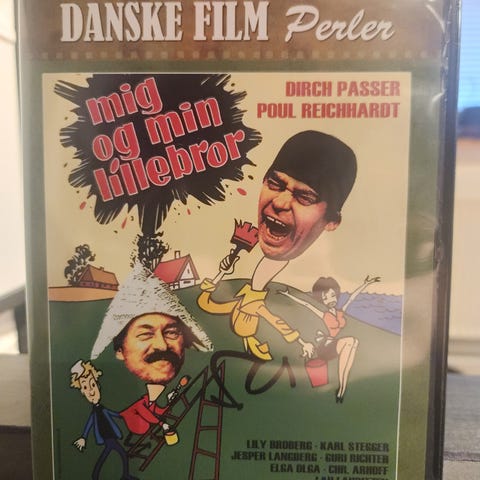 DANSKE FILM Perler
DIRCH PASSER
POUL REICHHARDT
mig
og min
lillebror
LILY BROBERG · KARL STEGGER
JESPER LANGBERG · GURI RICHTER
ELGA OLGA · CHR. ARHOFF